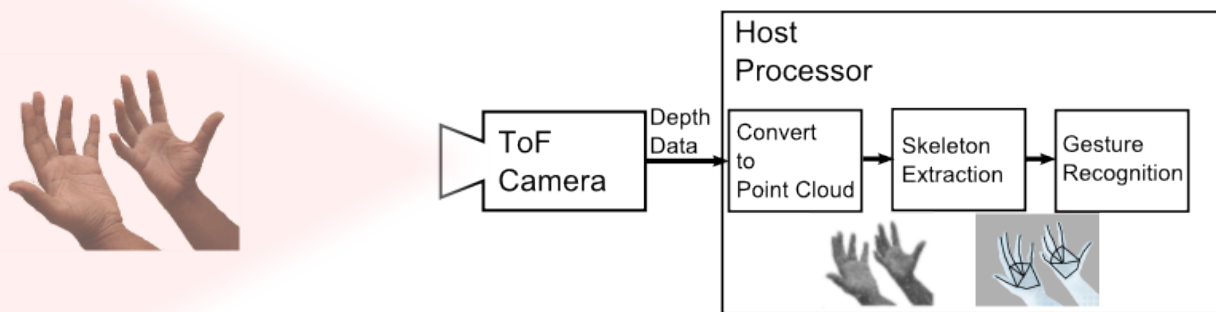 Host
Processor
ToF
Camera
Depth
Data
Convert
to
Point Cloud
Skeleton
Extraction
Gesture
Recognition